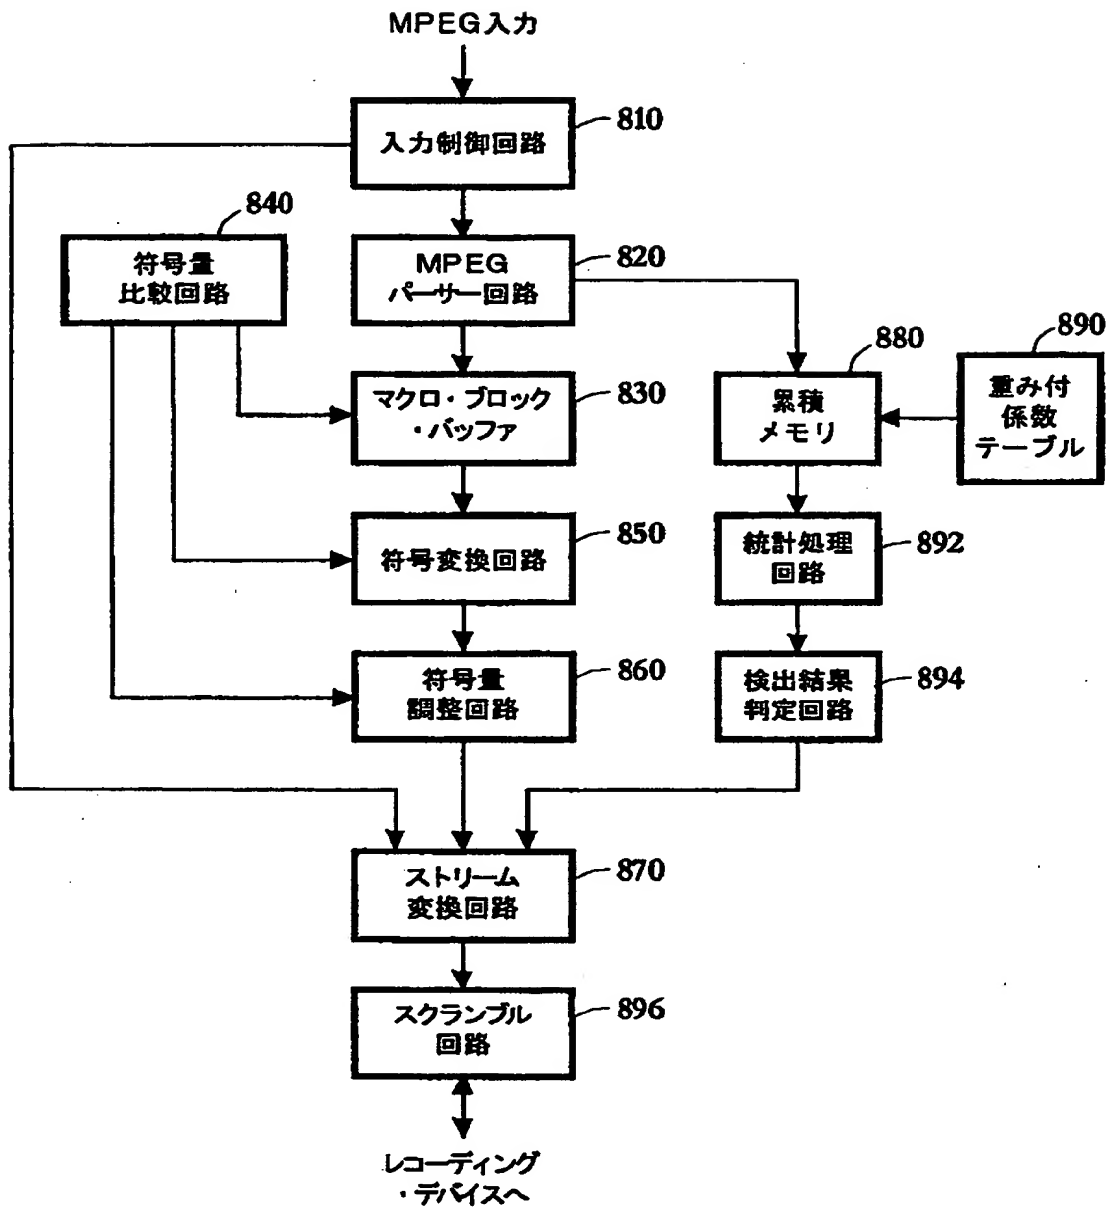 MPEG入力
入力制御回路
810
840
符号量
比較回路
MPEG
パーサー回路
820
マクロ・ブロック
・バッファ
830
880
累積
メモリ
890
重み付
係数
テーブル
符号変換回路
850
統計処理
回路
892
符号量
調整回路
860
検出結果
判定回路
894
ストリーム
変換回路
870
スクランブル
回路
896
レコーディング
・デバイスへ